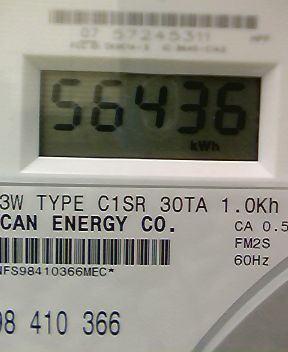 07 57245311
56436
kWh
3W TYPE C1SR 30TA 1.0Kh
CAN ENERGY CO.
CA 0.5
FM2S
60Hz
NFS98410366MEC*
98 410 366